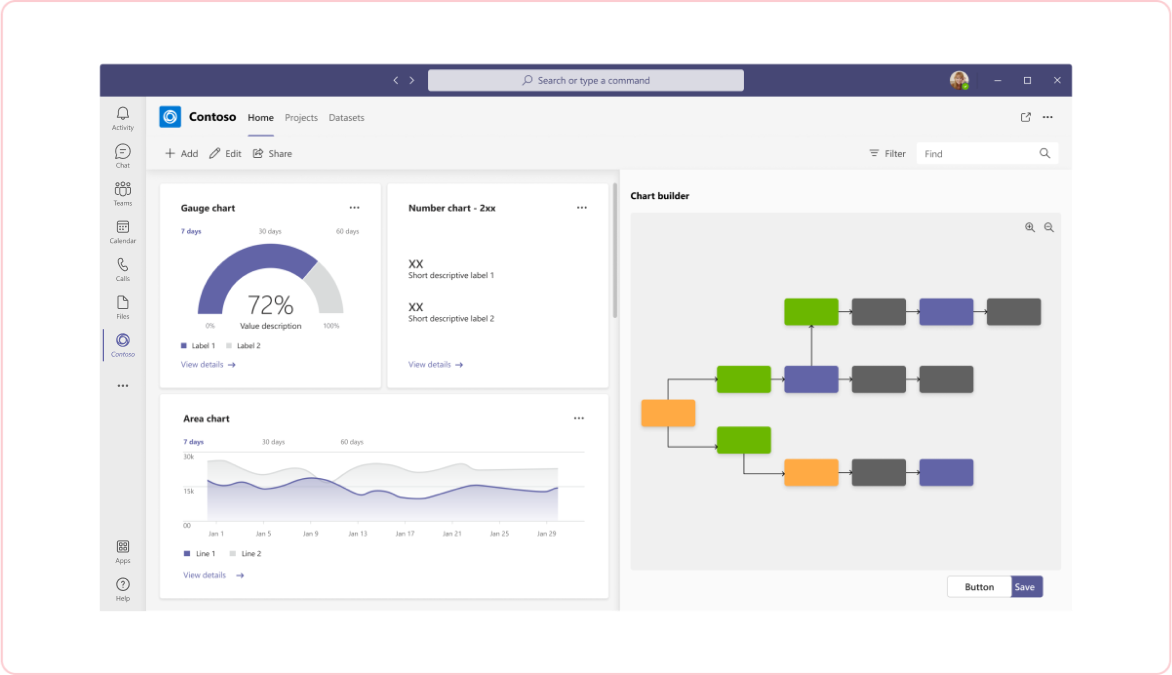 Search or type a command
Activity
Chat
Teams
Calendar
Calls
Files
Contoso
Apps
Help
Contoso Home Projects Datasets
Add Edit Share
Filter Find
Gauge chart
7 days 30 days 60 days
72%
0% Value description 100%
Label 1 Label 2
View details
Number chart - 2xx
XX
Short descriptive label 1
XX
Short descriptive label 2
View details
Area chart
7 days 30 days 60 days
30k
15k
00
Jan 1 Jan 5 Jan 9 Jan 13 Jan 17 Jan 21 Jan 25 Jan 29
Line 1 Line 2
View details
Chart builder
Button Save